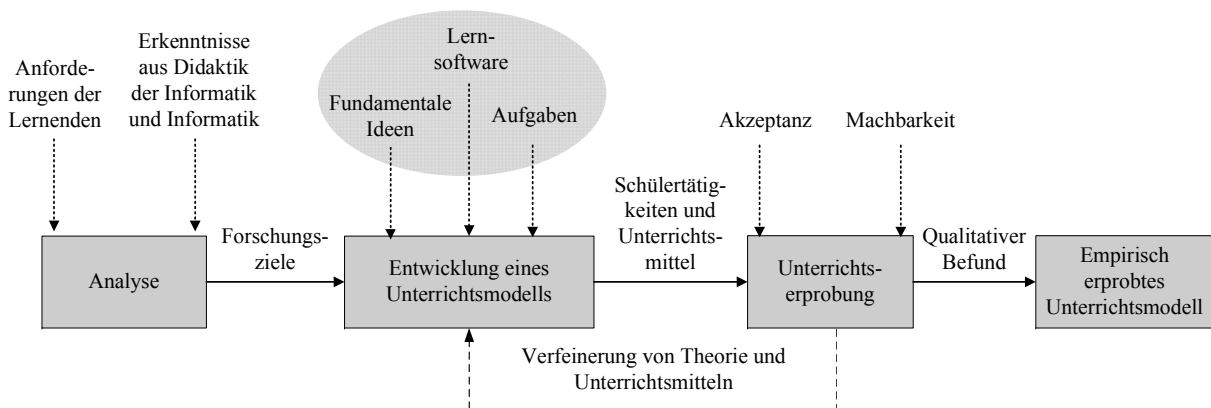 Anforde-
rungen der
Lernenden
Erkenntnisse
aus Didaktik
der Informatik
und Informatik
Lern-
software
Fundamentale
Ideen
Aufgaben
Akzeptanz
Machbarkeit
Analyse
Forschungs-
ziele
Entwicklung eines
Unterrichtsmodells
Schülertätig-
keiten und
Unterrichts-
mittel
Unterrichts-
erprobung
Qualitativer
Befund
Empirisch
erprobtes
Unterrichtsmodell
Verfeinerung von Theorie und
Unterrichtsmitteln